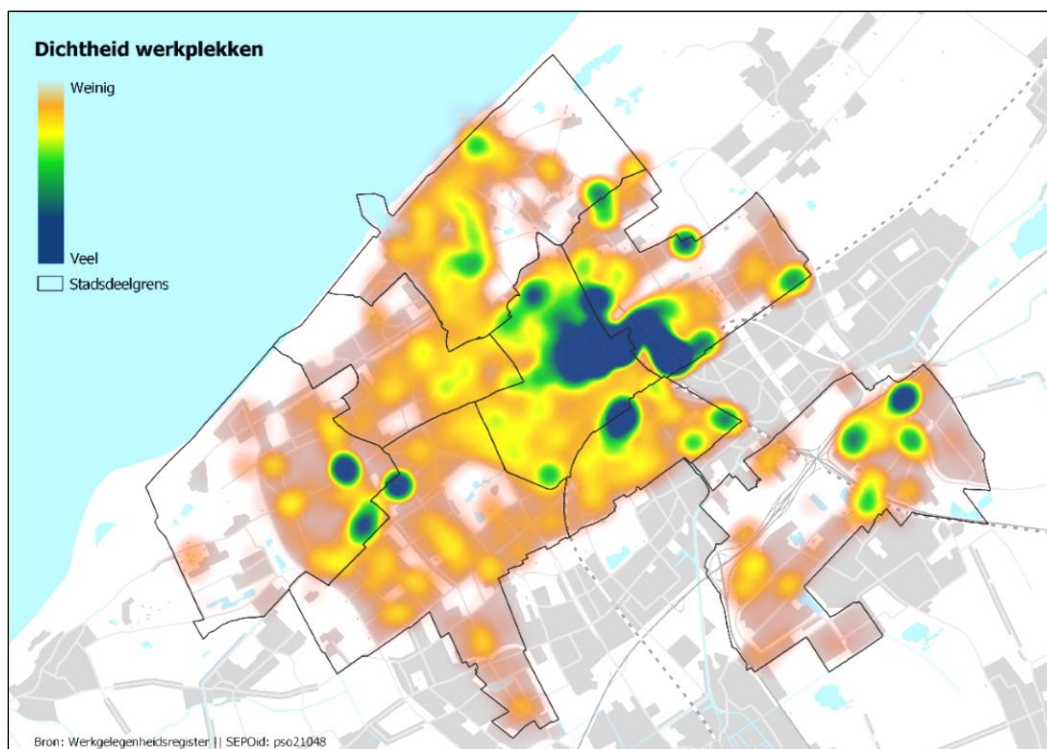 Dichtheid werkplekken
Weinig
Veel
Stadsdeelgrens
Bron: Werkgelegenheidsregister || SEPOid: pso21048